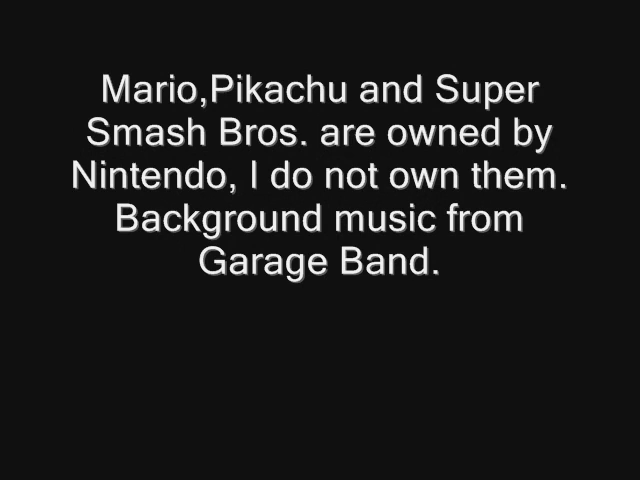 Mario,Pikachu and Super
Smash Bros. are owned by
Nintendo, I do not own them.
Background music from
Garage Band.